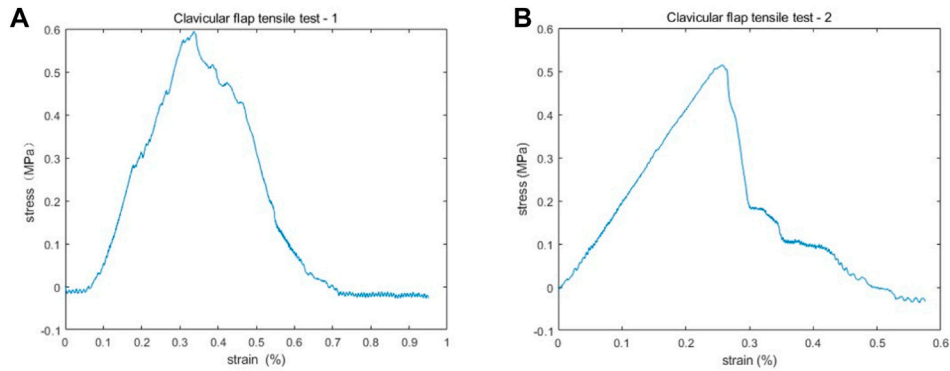 A
Clavicular flap tensile test - 1
0.6
0.5
0.4
0.3
0.2
0.1
0
-0.1
stress（MPa）
0 0.1 0.2 0.3 0.4 0.5 0.6 0.7 0.8 0.9 1
strain (%)
B
Clavicular flap tensile test - 2
0.6
0.5
0.4
0.3
0.2
0.1
0
-0.1
stress (MPa)
0 0.1 0.2 0.3 0.4 0.5 0.6
strain (%)